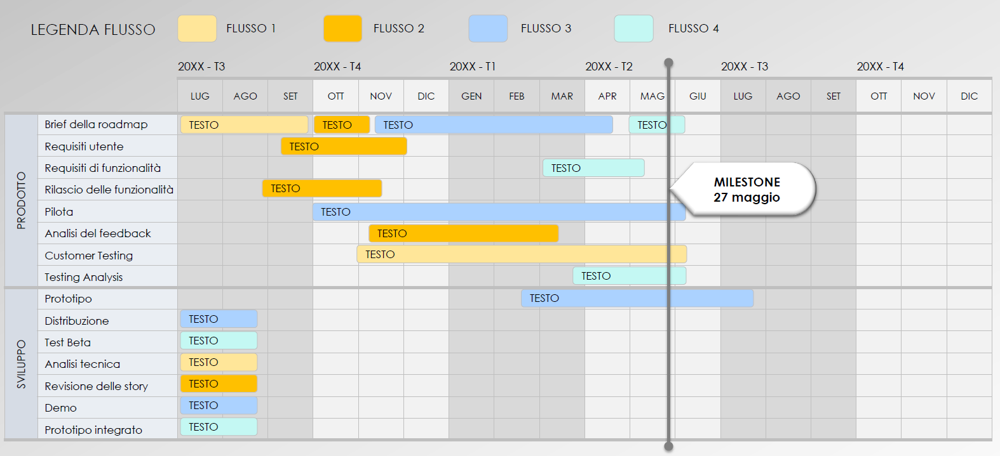 LEGENDA FLUSSO
FLUSSO 1
FLUSSO 2
FLUSSO 3
FLUSSO 4
20XX - T3
20XX - T4
20XX - T1
20XX - T2
20XX - T3
20XX - T4
LUG
AGO
SET
OTT
NOV
DIC
GEN
FEB
MAR
APR
MAG
GIU
LUG
AGO
SET
OTT
NOV
DIC
PRODOTTO
Brief della roadmap
TESTO
TESTO
TESTO
TESTO
Requisiti utente
TESTO
Requisiti di funzionalità
TESTO
Rilascio delle funzionalità
TESTO
MILESTONE
27 maggio
Pilota
TESTO
Analisi del feedback
TESTO
Customer Testing
TESTO
Testing Analysis
TESTO
SVILUPPO
Prototipo
TESTO
Distribuzione
TESTO
Test Beta
TESTO
Analisi tecnica
TESTO
Revisione delle story
TESTO
Demo
TESTO
Prototipo integrato
TESTO